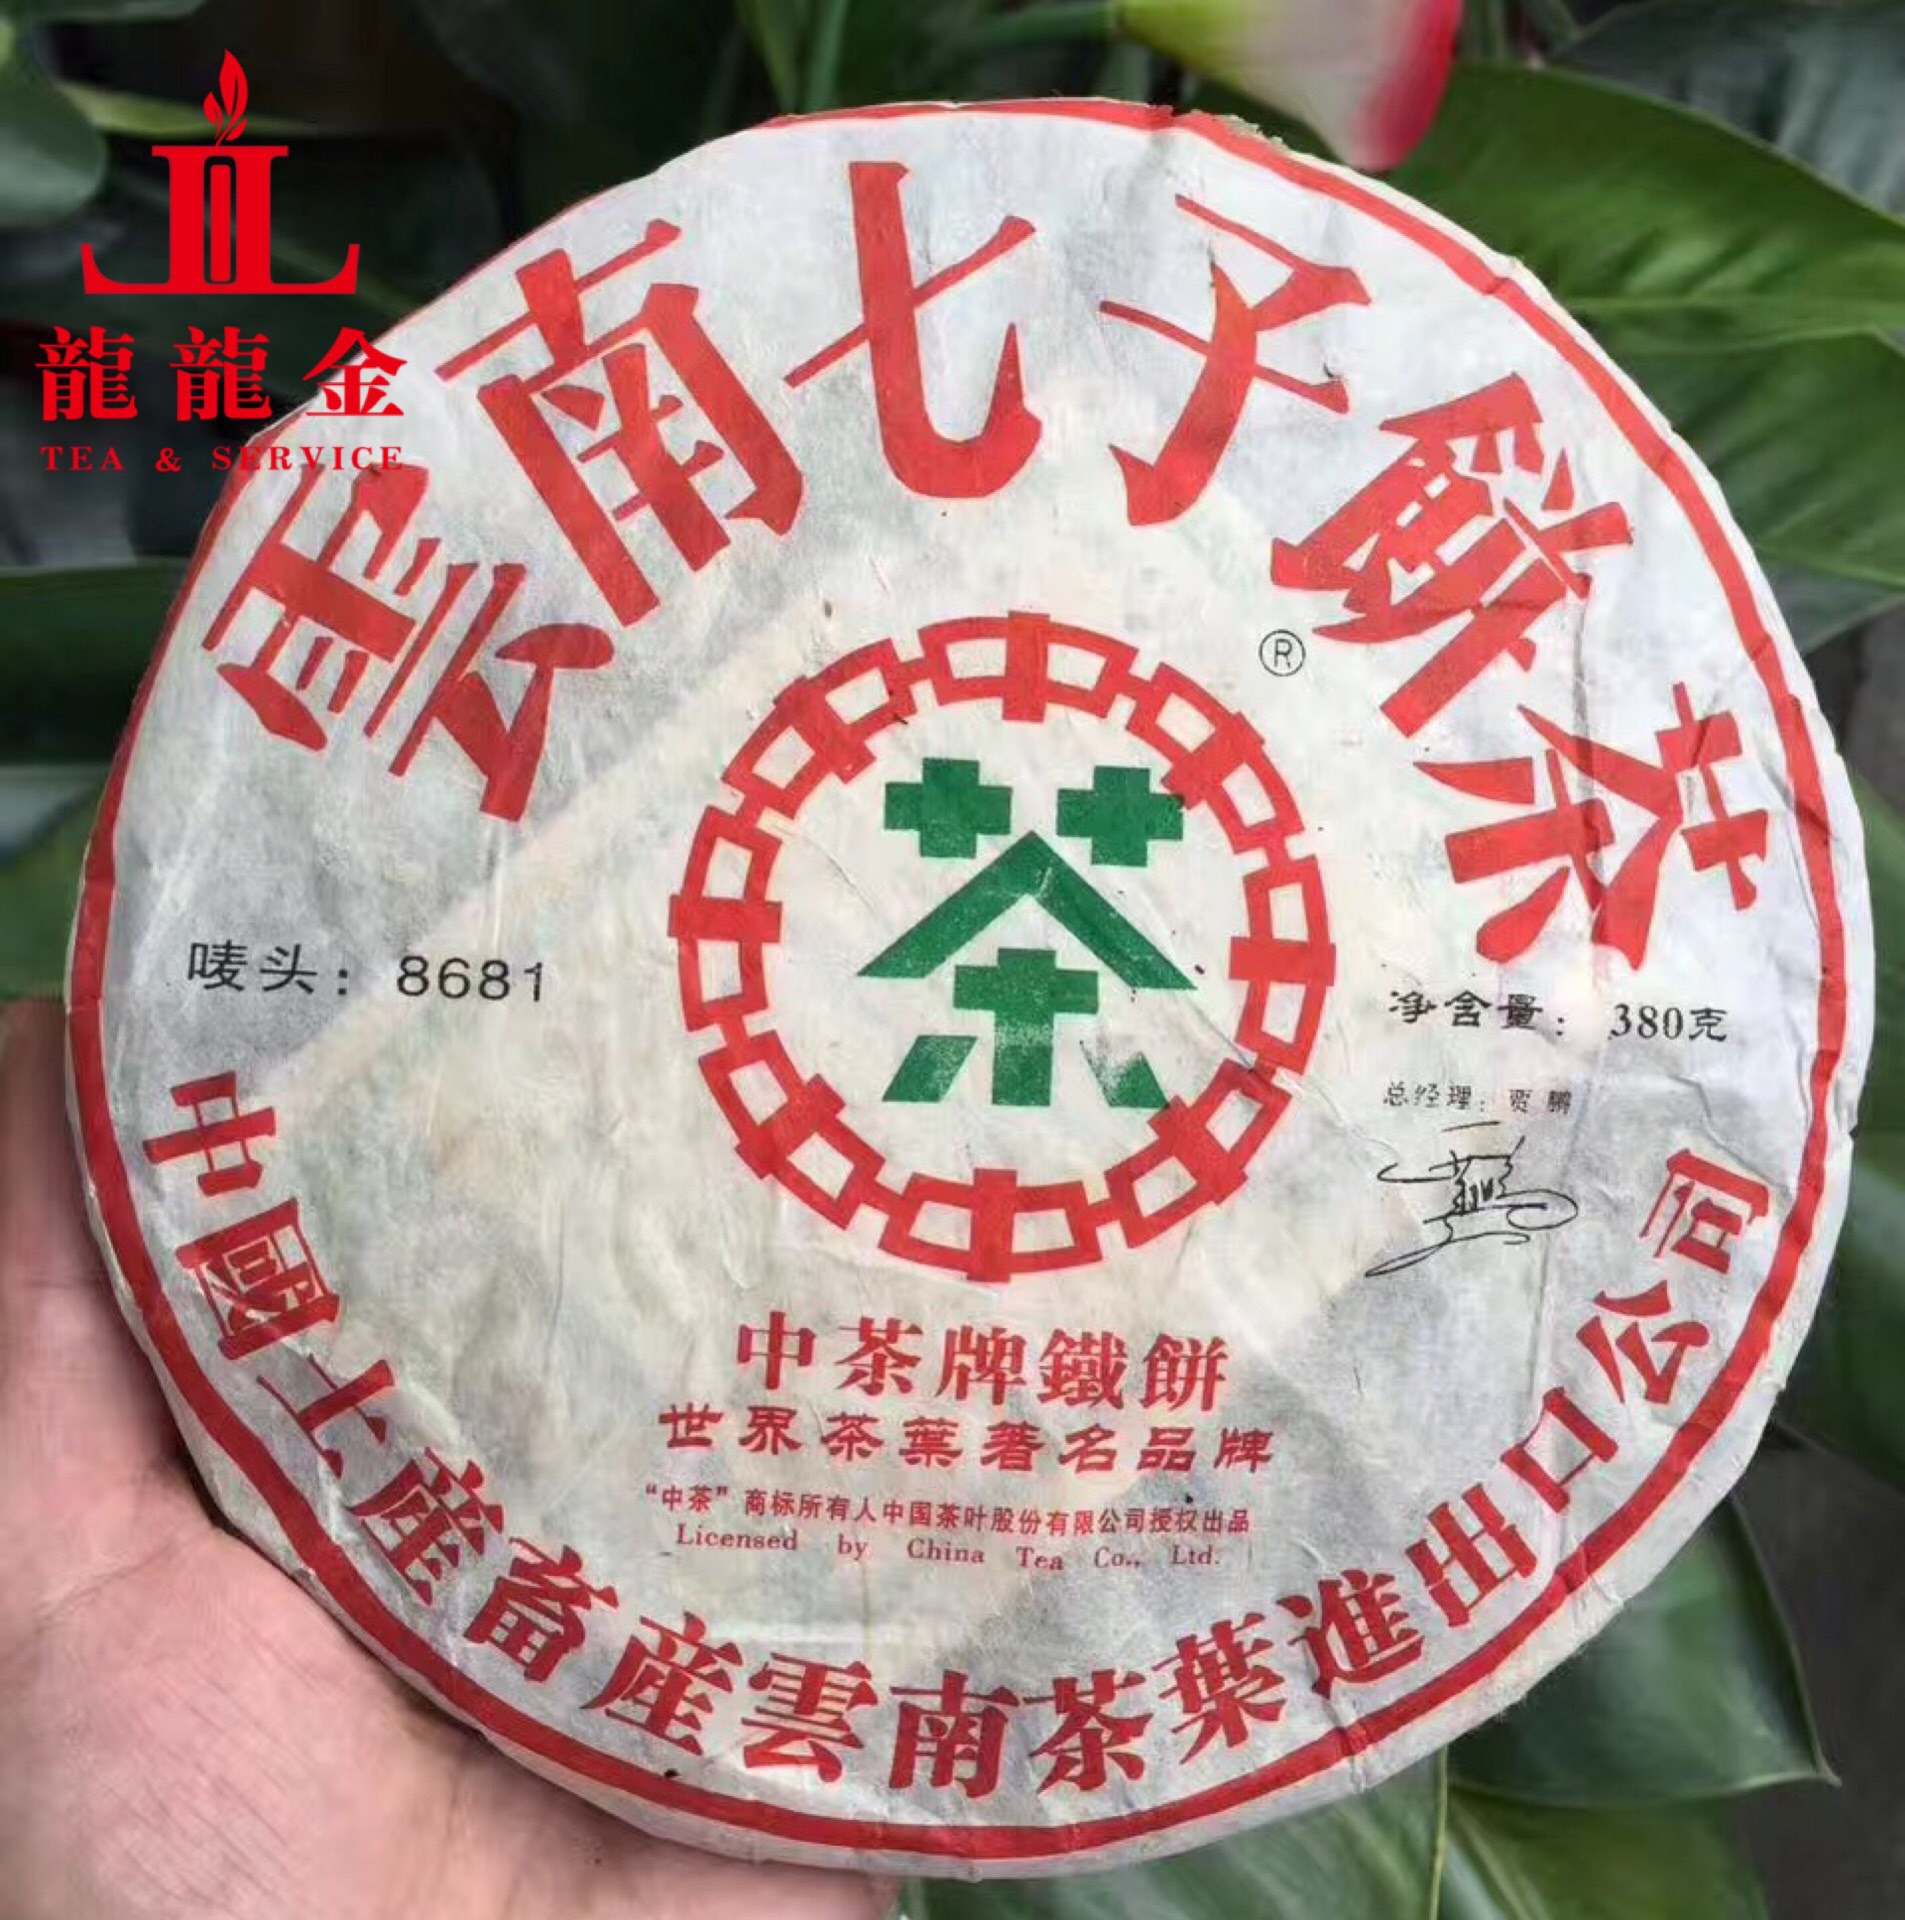 龍龍金
TEA & SERVICE
雲南七子餅茶
®
茶
唛头：8681
净含量：380克
总经理：贾鹏
中茶牌鐵餅
世界茶葉著名品牌
“中茶”商标所有人中国茶叶股份有限公司授权出品
Licensed by China Tea Co., Ltd.
中國土産畜産雲南茶葉進出口公司